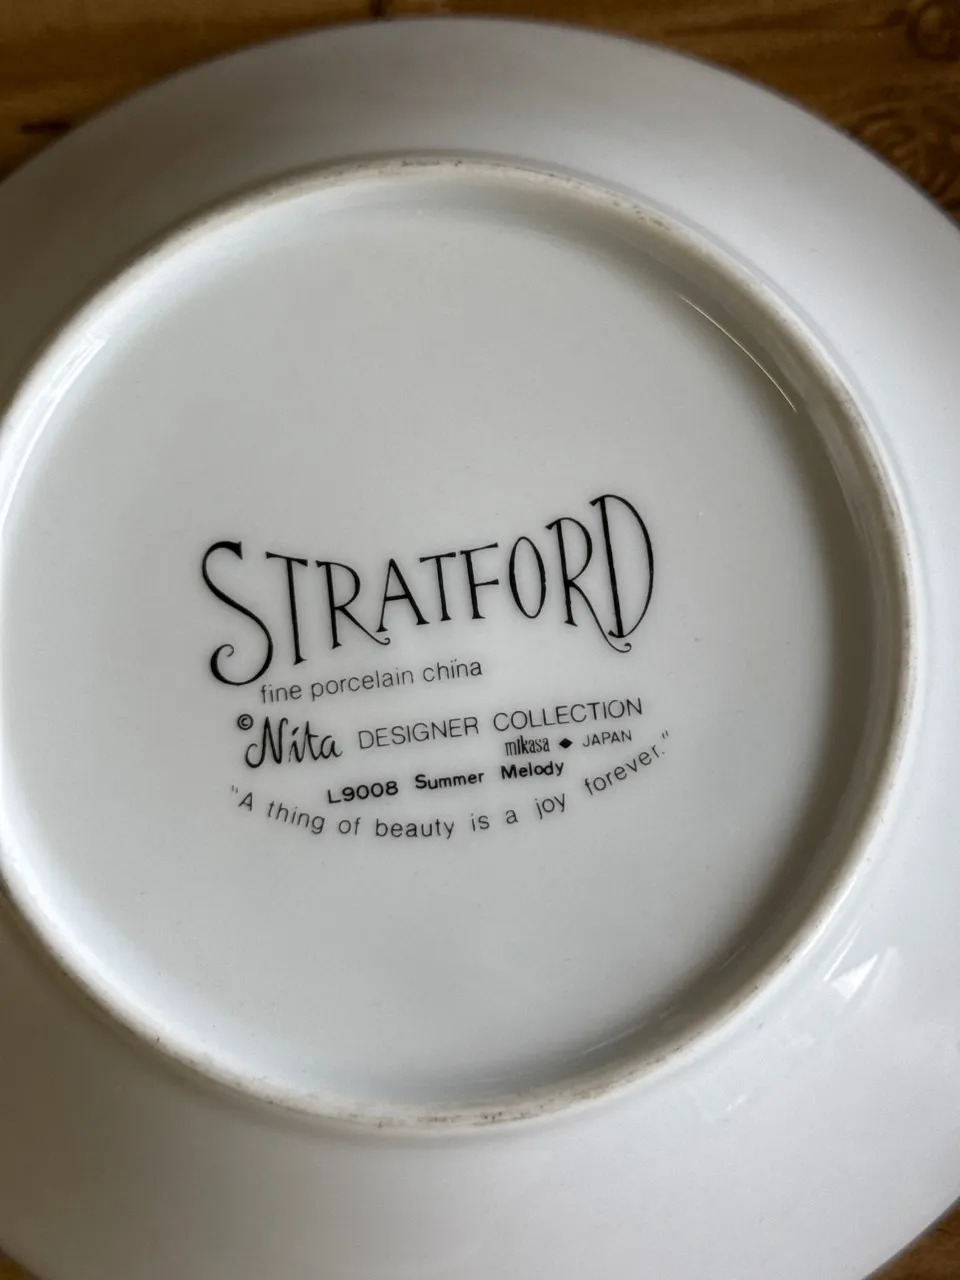 STRATFORD
fine porcelain china
© Nita DESIGNER COLLECTION
mikasa ◆ JAPAN
L9008 Summer Melody
"A thing of beauty is a joy forever."